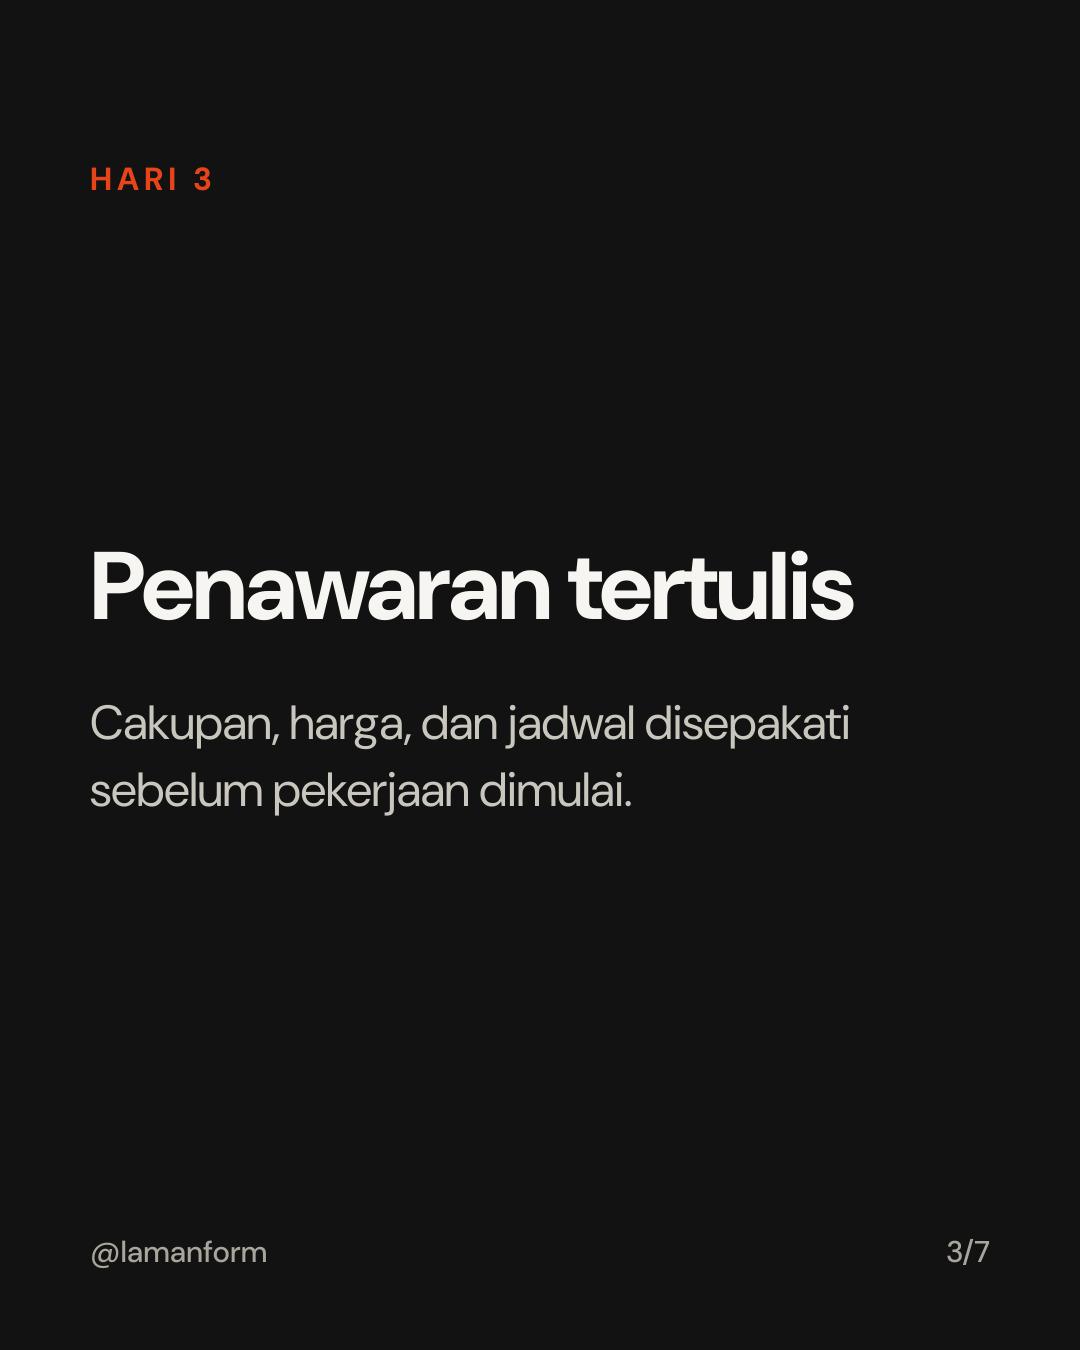 HARI 3
Penawaran tertulis
Cakupan, harga, dan jadwal disepakati
sebelum pekerjaan dimulai.
@lamanform
3/7